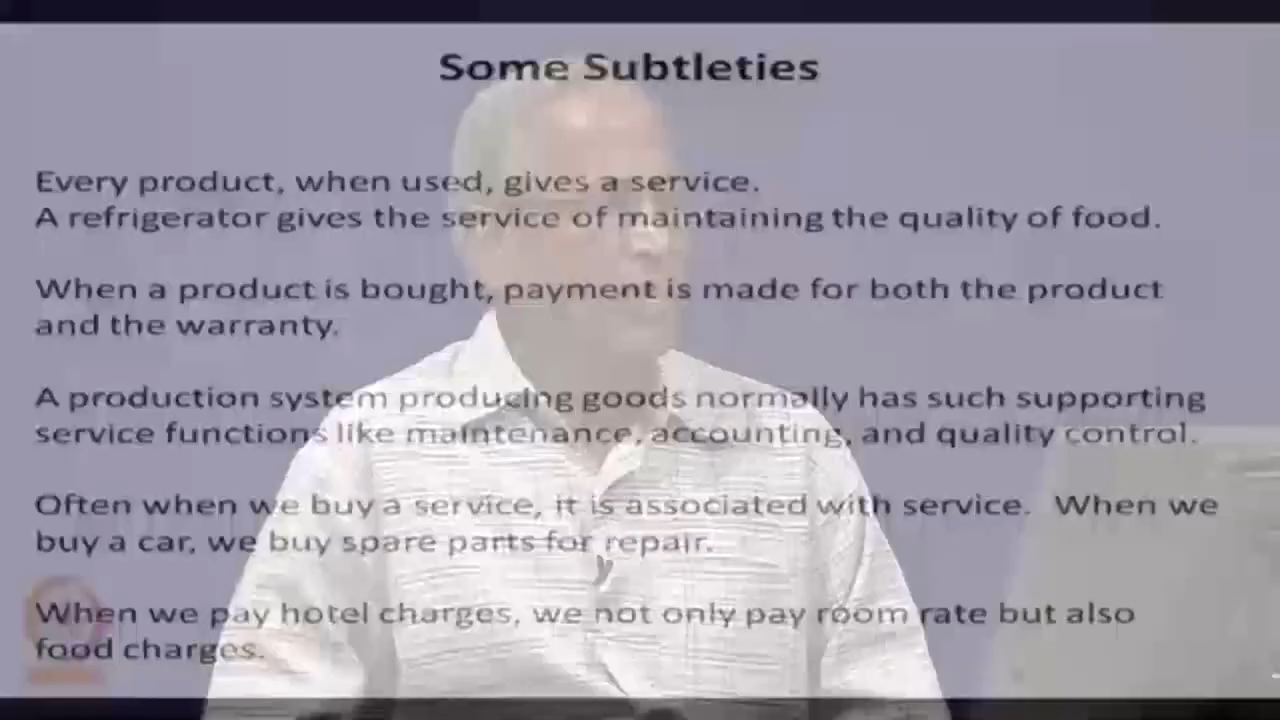 Some Subtleties
Every product, when used, gives a service.
A refrigerator gives the service of maintaining the quality of food.
When a product is bought, payment is made for both the product
and the warranty.
A production system producing goods normally has such supporting
service functions like maintenance, accounting, and quality control.
Often when we buy a service, it is associated with service. When we
buy a car, we buy spare parts for repair.
When we pay hotel charges, we not only pay room rate but also
food charges.